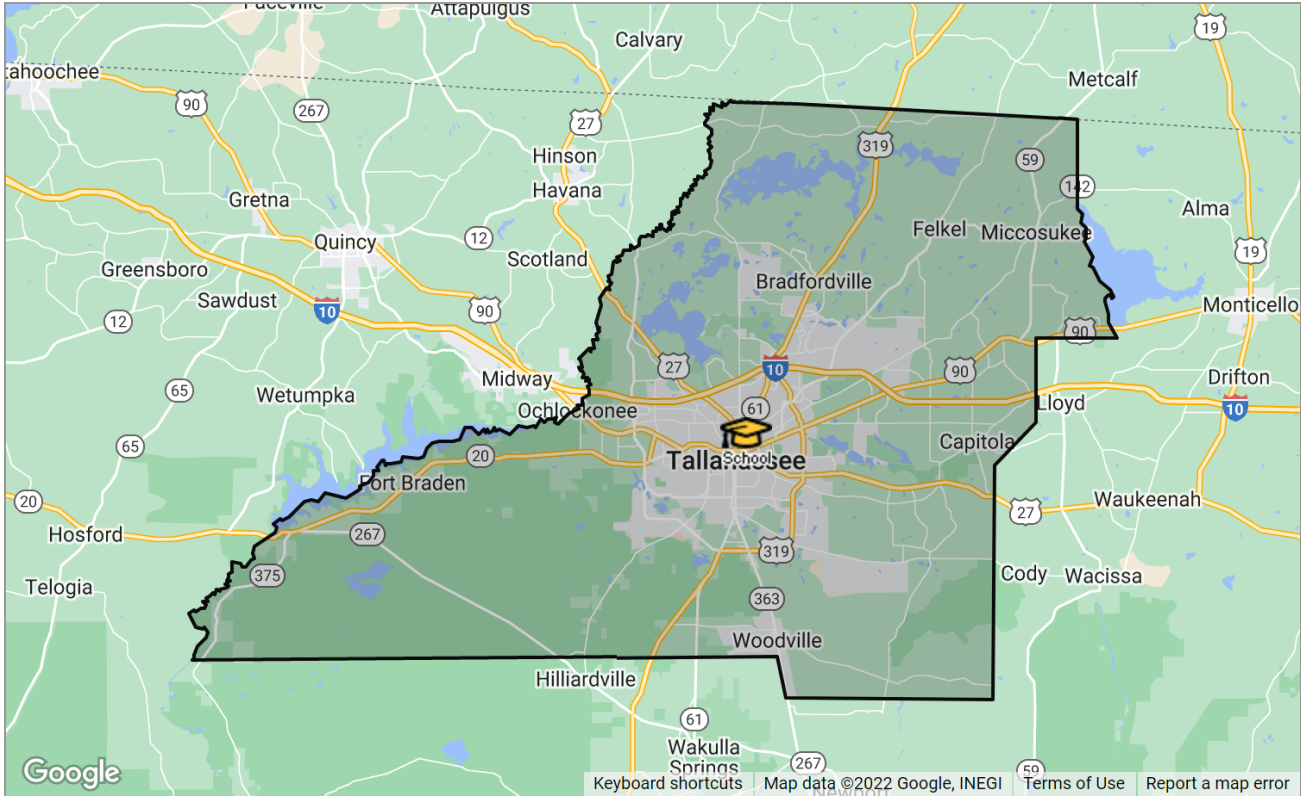 Faceville
Attapulgus
Calvary
19
tahoochee
Metcalf
90
267
27
319
59
Hinson
Havana
142
Gretna
Alma
Felkel
Miccosukee
Quincy
12
19
Scotland
Greensboro
Bradfordville
Sawdust
10
90
Monticello
12
90
27
10
90
Midway
Drifton
65
Wetumpka
Ochlockonee
61
Lloyd
10
65
Capitola
20
School
Tallahassee
Fort Braden
20
Waukeenah
27
Hosford
267
319
375
Cody
Wacissa
Telogia
363
Woodville
Hilliardville
61
Wakulla
Springs
267
59
Google
Keyboard shortcuts
Map data ©2022 Google, INEGI
Terms of Use
Report a map error
Newport